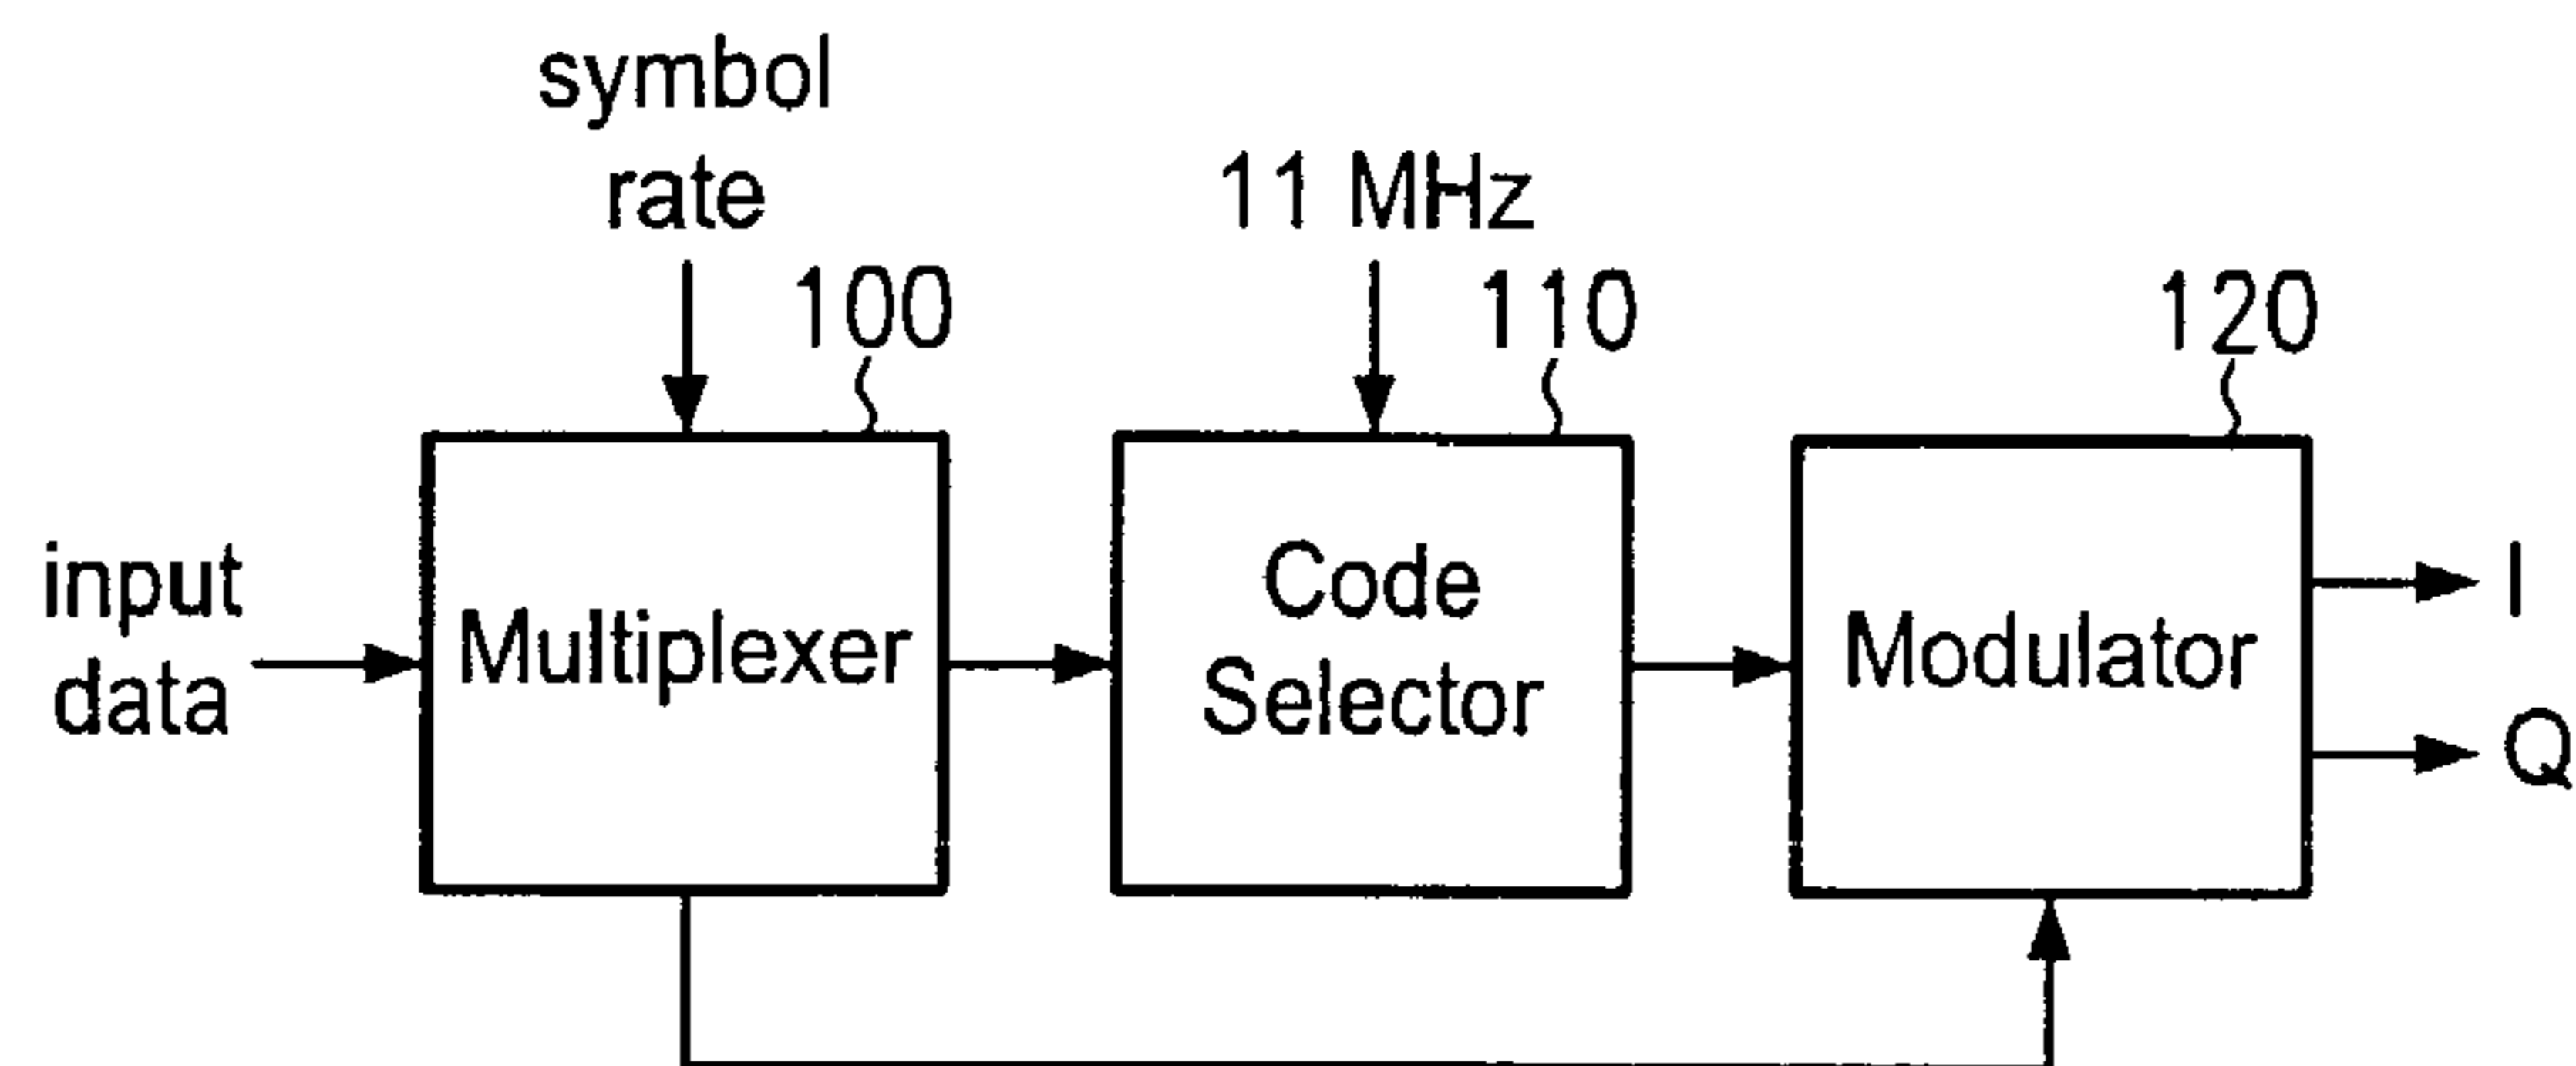 symbol
rate
11 MHz
100
110
120
input
data
Multiplexer
Code
Selector
Modulator
I
Q